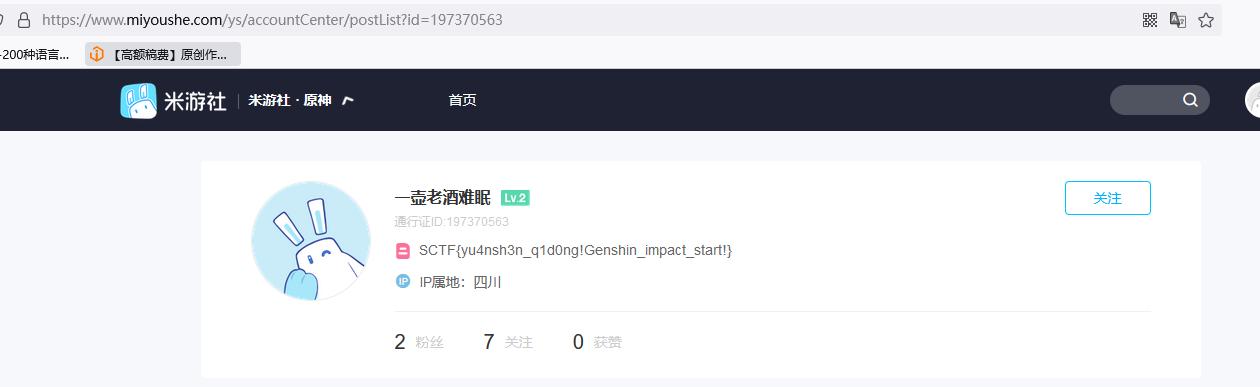 https://www.miyoushe.com/ys/accountCenter/postList?id=197370563
-200种语言...
【高额稿费】原创作...
米游社
米游社 · 原神
首页
一壶老酒难眠 Lv.2
关注
通行证ID:197370563
SCTF{yu4nsh3n_q1d0ng!Genshin_impact_start!}
IP IP属地：四川
2 粉丝 7 关注 0 获赞